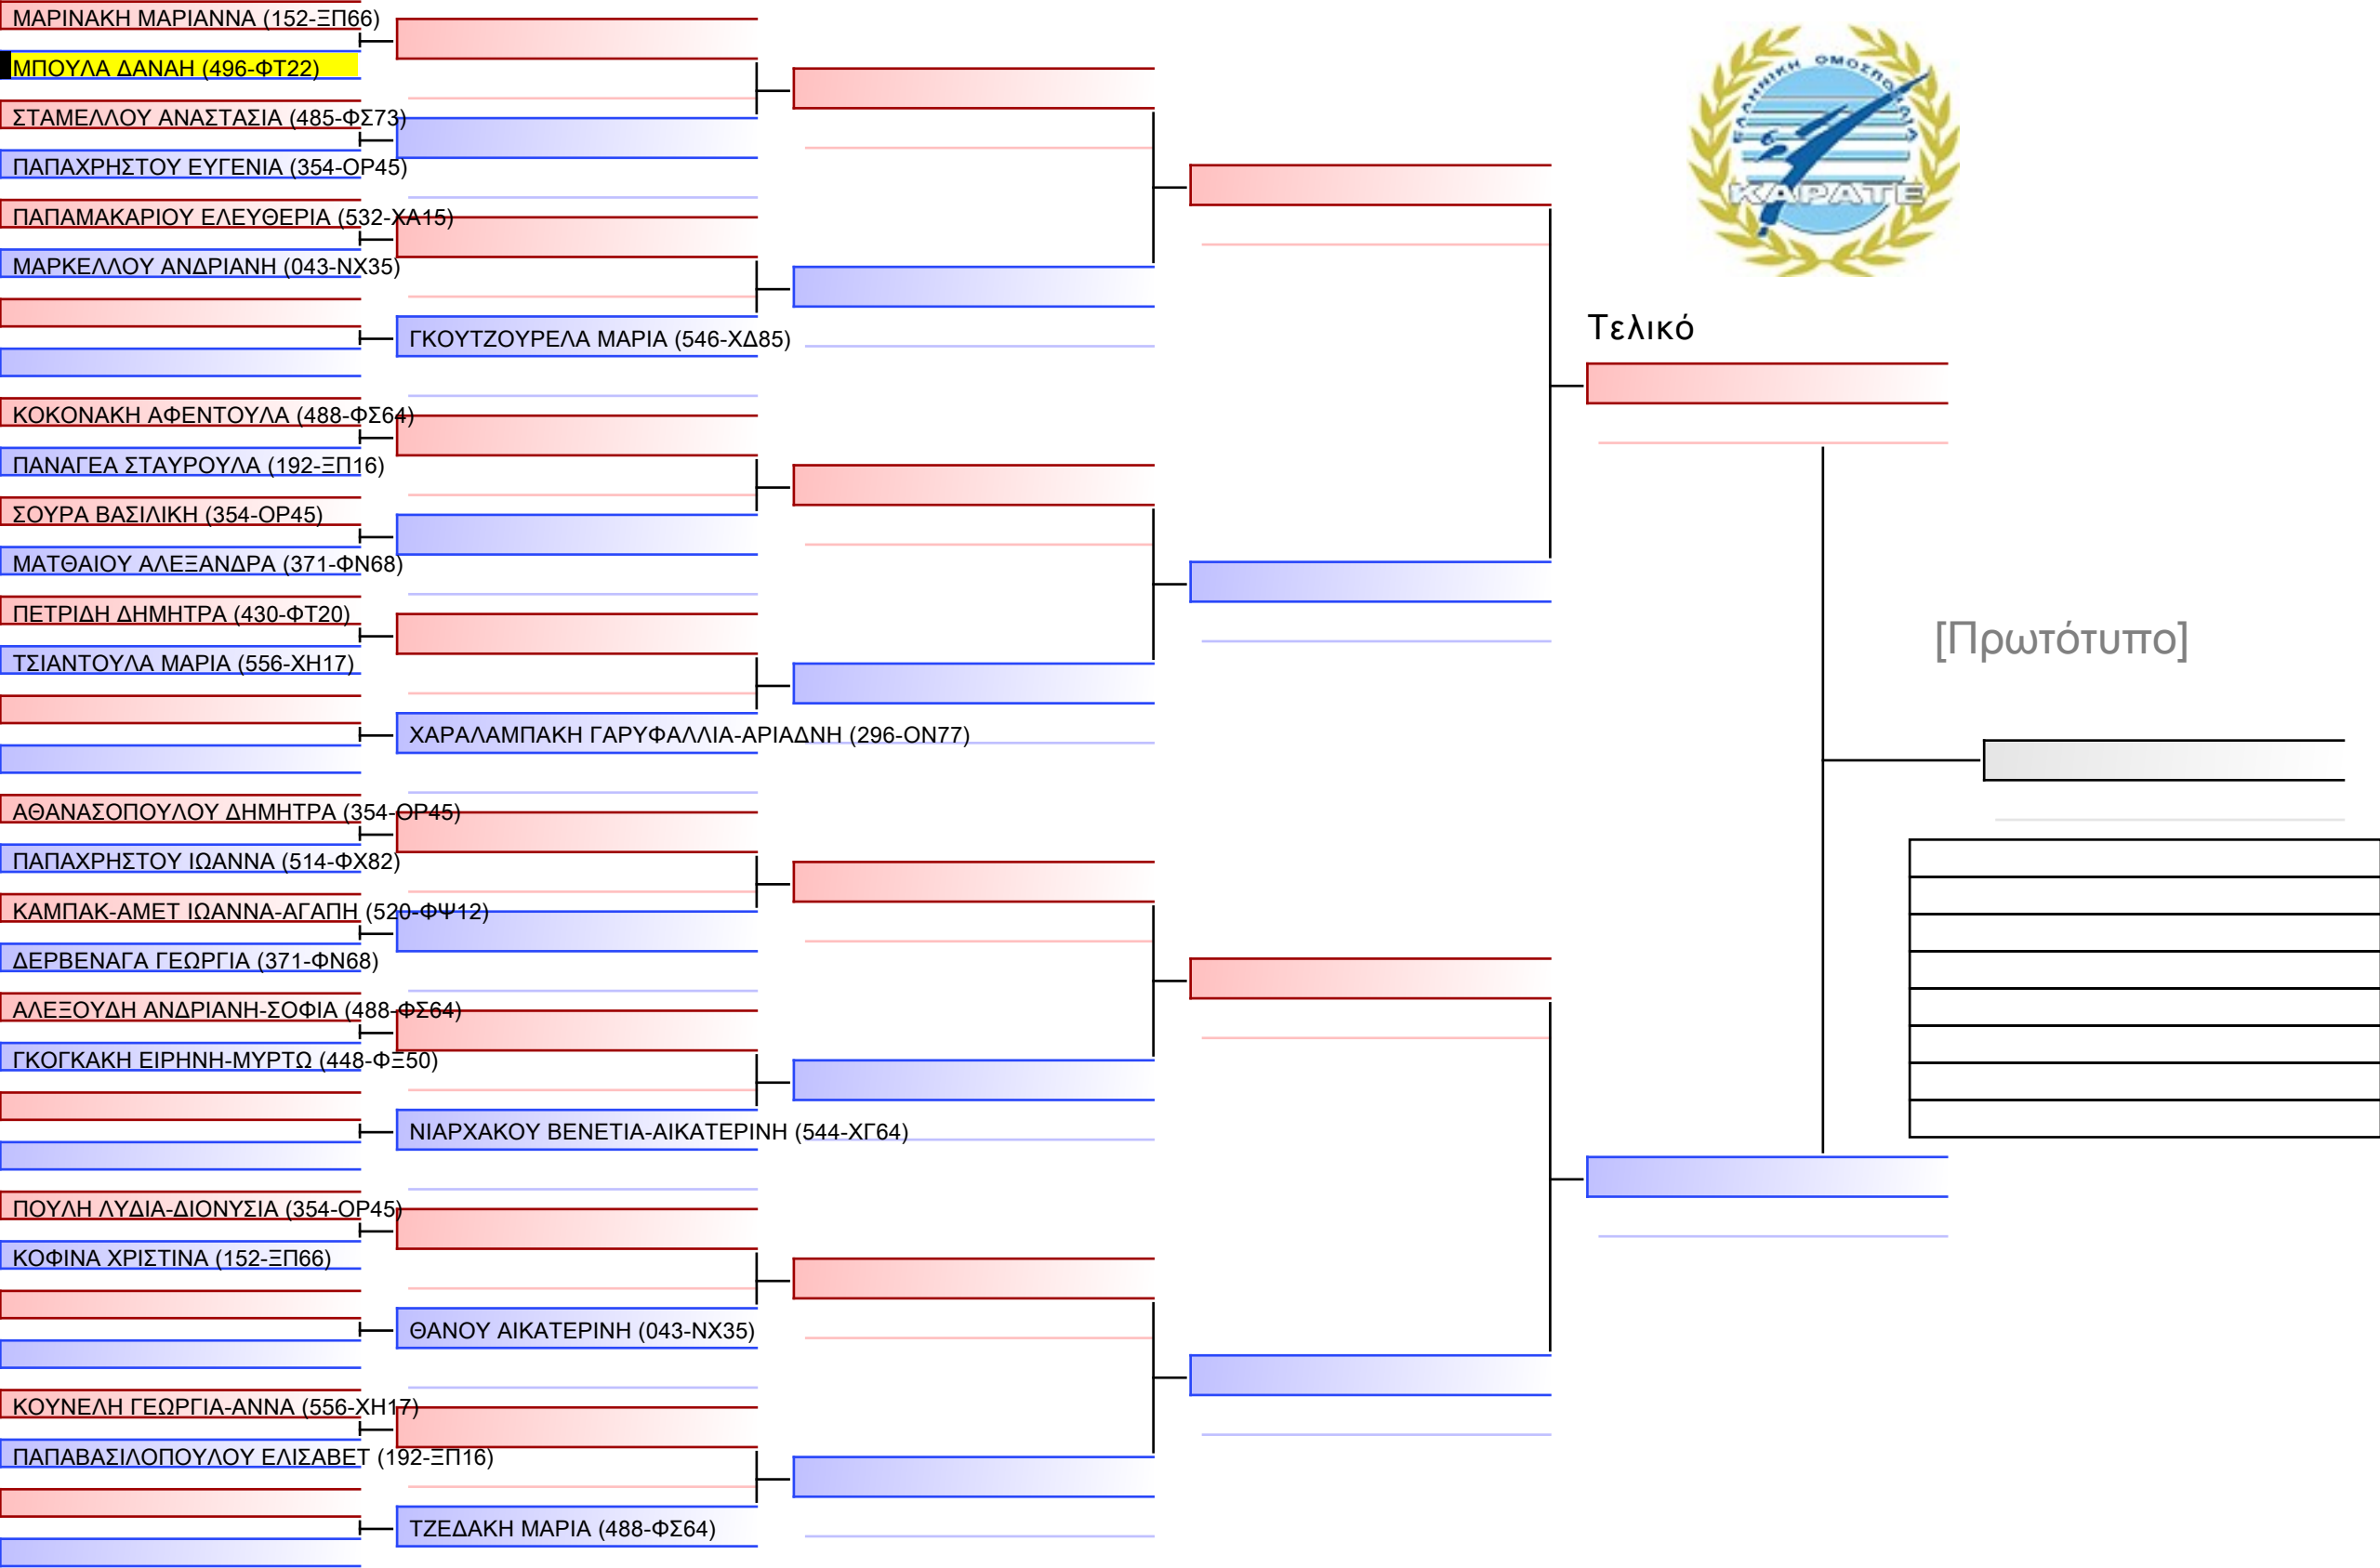 ΜΑΡΙΝΑΚΗ ΜΑΡΙΑΝΝΑ (152-ΞΠ66)
ΜΠΟΥΛΑ ΔΑΝΑΗ (496-ΦΤ22)
ΣΤΑΜΕΛΛΟΥ ΑΝΑΣΤΑΣΙΑ (485-ΦΣ73)
ΠΑΠΑΧΡΗΣΤΟΥ ΕΥΓΕΝΙΑ (354-ΟΡ45)
ΠΑΠΑΜΑΚΑΡΙΟΥ ΕΛΕΥΘΕΡΙΑ (532-ΧΑ15)
ΜΑΡΚΕΛΛΟΥ ΑΝΔΡΙΑΝΗ (043-ΝΧ35)
ΓΚΟΥΤΖΟΥΡΕΛΑ ΜΑΡΙΑ (546-ΧΔ85)
ΚΟΚΟΝΑΚΗ ΑΦΕΝΤΟΥΛΑ (488-ΦΣ64)
ΠΑΝΑΓΕΑ ΣΤΑΥΡΟΥΛΑ (192-ΞΠ16)
ΣΟΥΡΑ ΒΑΣΙΛΙΚΗ (354-ΟΡ45)
ΜΑΤΘΑΙΟΥ ΑΛΕΞΑΝΔΡΑ (371-ΦΝ68)
ΠΕΤΡΙΔΗ ΔΗΜΗΤΡΑ (430-ΦΤ20)
ΤΣΙΑΝΤΟΥΛΑ ΜΑΡΙΑ (556-ΧΗ17)
ΧΑΡΑΛΑΜΠΑΚΗ ΓΑΡΥΦΑΛΛΙΑ-ΑΡΙΑΔΝΗ (296-ΟΝ77)
ΑΘΑΝΑΣΟΠΟΥΛΟΥ ΔΗΜΗΤΡΑ (354-ΟΡ45)
ΠΑΠΑΧΡΗΣΤΟΥ ΙΩΑΝΝΑ (514-ΦΧ82)
ΚΑΜΠΑΚ-ΑΜΕΤ ΙΩΑΝΝΑ-ΑΓΑΠΗ (520-ΦΨ12)
ΔΕΡΒΕΝΑΓΑ ΓΕΩΡΓΙΑ (371-ΦΝ68)
ΑΛΕΞΟΥΔΗ ΑΝΔΡΙΑΝΗ-ΣΟΦΙΑ (488-ΦΣ64)
ΓΚΟΓΚΑΚΗ ΕΙΡΗΝΗ-ΜΥΡΤΩ (448-ΦΞ50)
ΝΙΑΡΧΑΚΟΥ ΒΕΝΕΤΙΑ-ΑΙΚΑΤΕΡΙΝΗ (544-ΧΓ64)
ΠΟΥΛΗ ΛΥΔΙΑ-ΔΙΟΝΥΣΙΑ (354-ΟΡ45)
ΚΟΦΙΝΑ ΧΡΙΣΤΙΝΑ (152-ΞΠ66)
ΘΑΝΟΥ ΑΙΚΑΤΕΡΙΝΗ (043-ΝΧ35)
ΚΟΥΝΕΛΗ ΓΕΩΡΓΙΑ-ΑΝΝΑ (556-ΧΗ17)
ΠΑΠΑΒΑΣΙΛΟΠΟΥΛΟΥ ΕΛΙΣΑΒΕΤ (192-ΞΠ16)
ΤΖΕΔΑΚΗ ΜΑΡΙΑ (488-ΦΣ64)
ΕΛΛΗΝΙΚΗ ΟΜΟΣΠΟΝΔΙΑ
ΚΑΡΑΤΕ
Τελικό
[Πρωτότυπο]